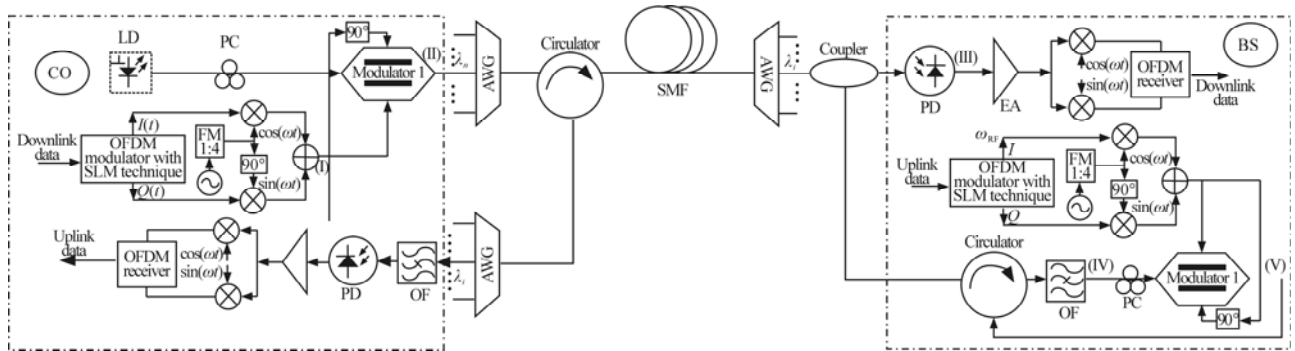 CO
LD
PC
90°
Modulator 1
(II)
λn
AWG
Circulator
SMF
AWG
λi
Coupler
PD
(III)
EA
cos(ωt)
sin(ωt)
OFDM
receiver
BS
Downlink
data
Downlink
data
I(t)
OFDM
modulator with
SLM technique
Q(t)
FM
1:4
cos(ωt)
90°
sin(ωt)
(I)
Uplink
data
OFDM
receiver
cos(ωt)
sin(ωt)
PD
OF
λi
AWG
Uplink
data
ωRF
I
OFDM
modulator with
SLM technique
Q
FM
1:4
cos(ωt)
90°
sin(ωt)
Circulator
OF
(IV)
PC
Modulator 1
90°
(V)